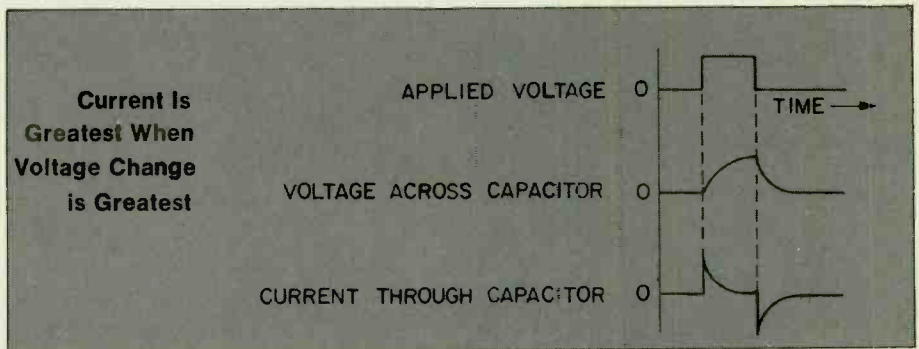 Current Is
Greatest When
Voltage Change
is Greatest
APPLIED VOLTAGE 0
TIME
VOLTAGE ACROSS CAPACITOR 0
CURRENT THROUGH CAPACITOR 0